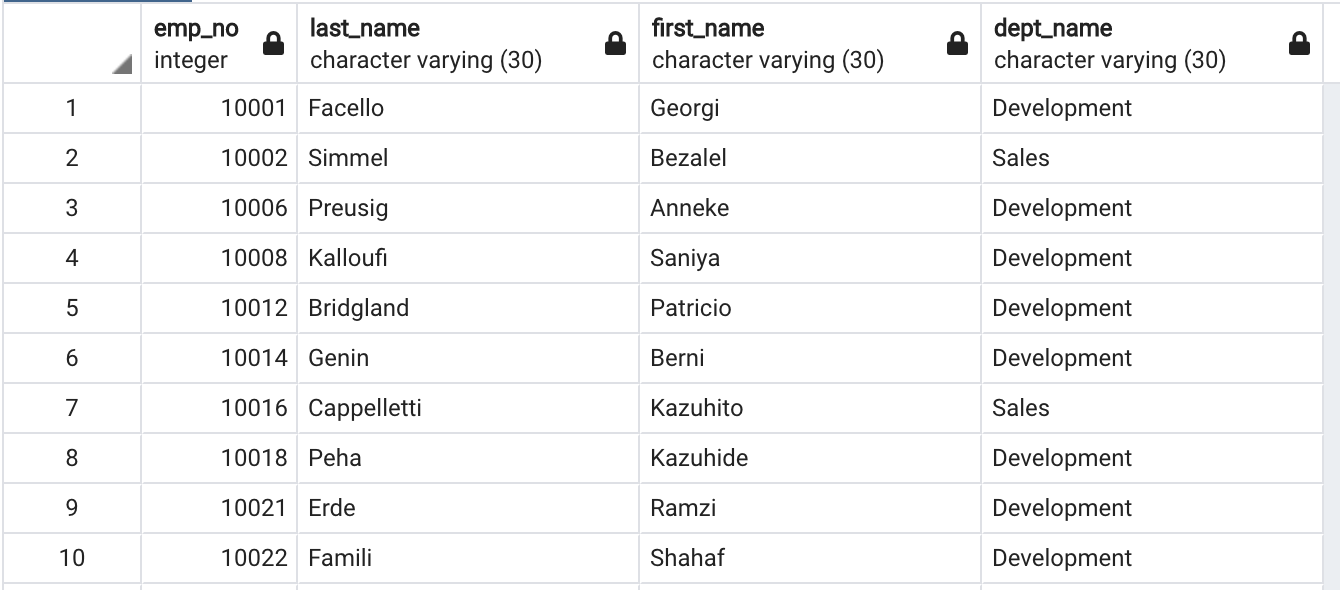 emp_no last_name first_name dept_name
integer character varying (30) character varying (30) character varying (30)
1 10001 Facello Georgi Development
2 10002 Simmel Bezalel Sales
3 10006 Preusig Anneke Development
4 10008 Kalloufi Saniya Development
5 10012 Bridgland Patricio Development
6 10014 Genin Berni Development
7 10016 Cappelletti Kazuhito Sales
8 10018 Peha Kazuhide Development
9 10021 Erde Ramzi Development
10 10022 Famili Shahaf Development